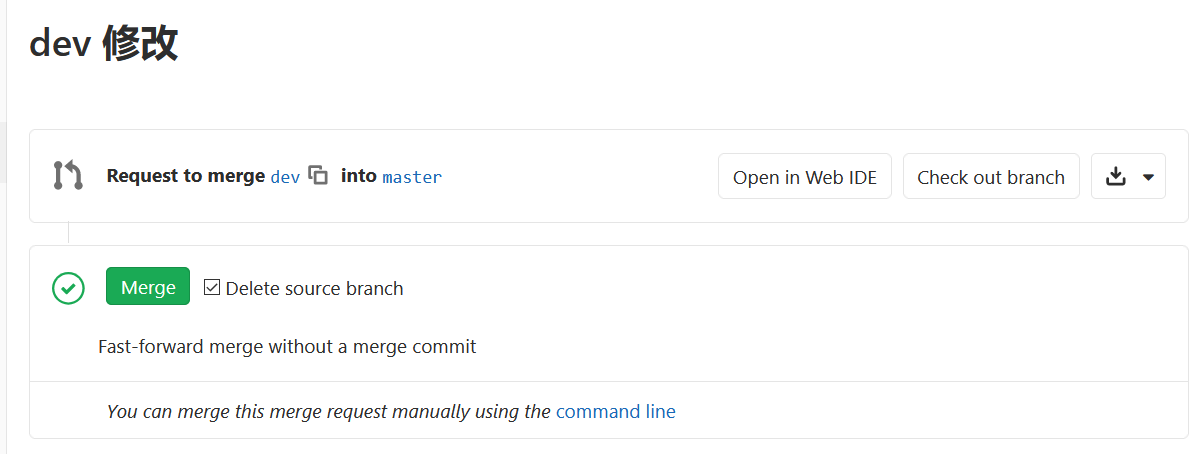 dev 修改
Request to merge dev into master
Open in Web IDE
Check out branch
Merge
Delete source branch
Fast-forward merge without a merge commit
You can merge this merge request manually using the command line